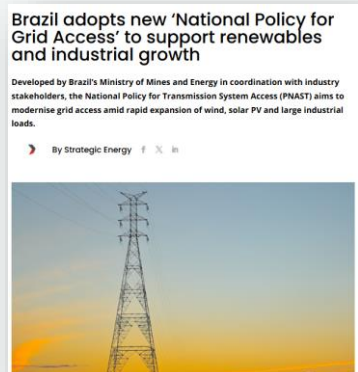 Brazil adopts new ‘National Policy for
Grid Access’ to support renewables
and industrial growth
Developed by Brazil's Ministry of Mines and Energy in coordination with industry
stakeholders, the National Policy for Transmission System Access (PNAST) aims to
modernise grid access amid rapid expansion of wind, solar PV and large industrial
loads.
By Strategic Energy